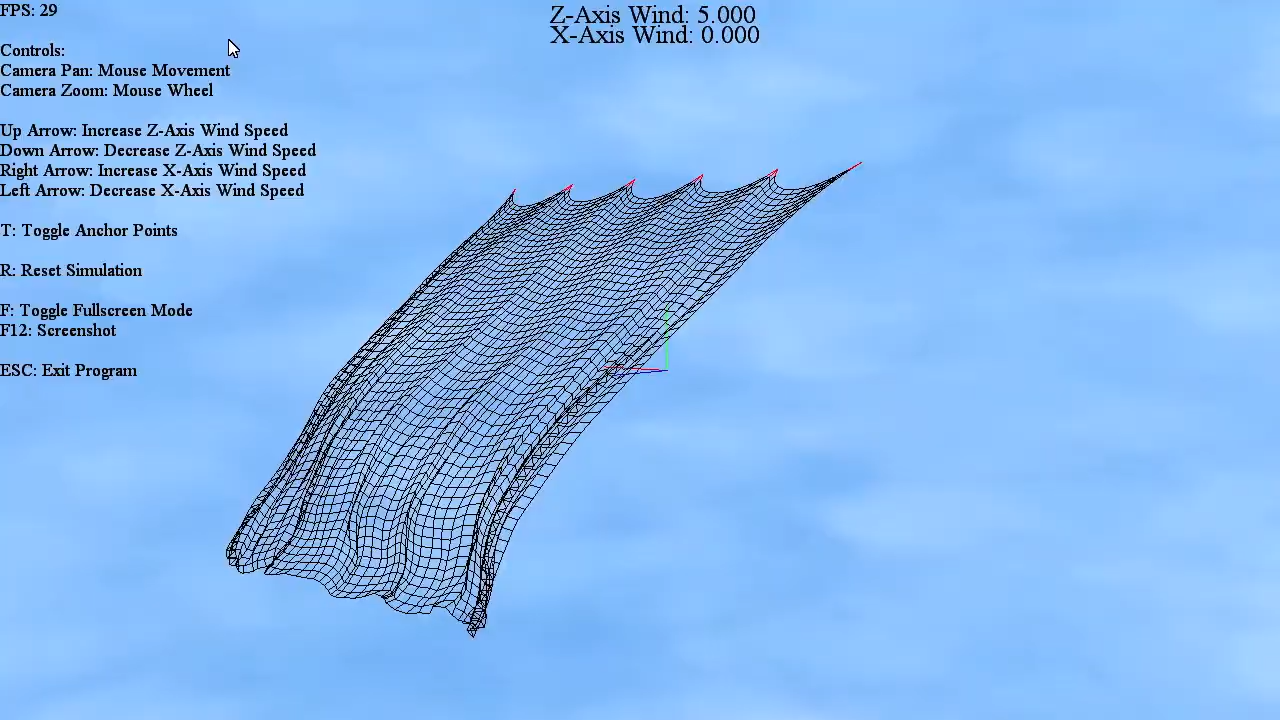 FPS: 29
Z-Axis Wind: 5.000
X-Axis Wind: 0.000
Controls:
Camera Pan: Mouse Movement
Camera Zoom: Mouse Wheel
Up Arrow: Increase Z-Axis Wind Speed
Down Arrow: Decrease Z-Axis Wind Speed
Right Arrow: Increase X-Axis Wind Speed
Left Arrow: Decrease X-Axis Wind Speed
T: Toggle Anchor Points
R: Reset Simulation
F: Toggle Fullscreen Mode
F12: Screenshot
ESC: Exit Program